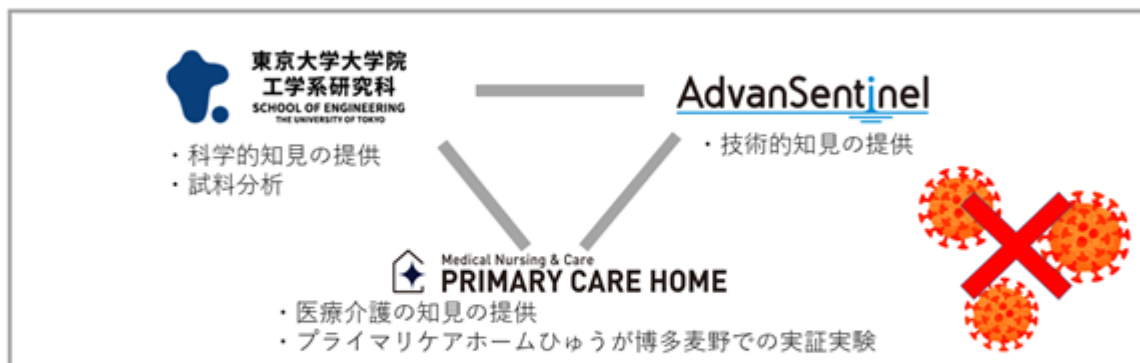 東京大学大学院
工学系研究科
SCHOOL OF ENGINEERING
THE UNIVERSITY OF TOKYO
・科学的知見の提供
・試料分析
AdvanSentinel
・技術的知見の提供
Medical Nursing & Care
PRIMARY CARE HOME
・医療介護の知見の提供
・プライマリケアホームひゅうが博多麦野での実証実験